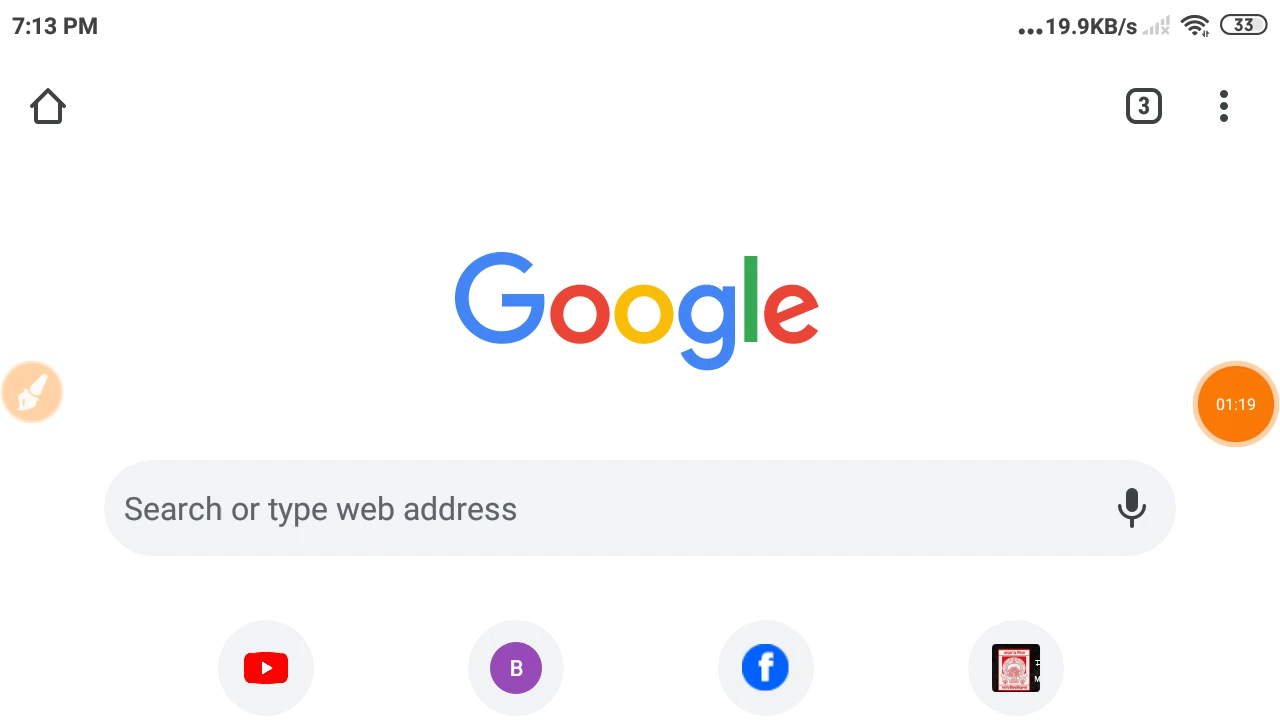 7:13 PM
...19.9KB/s
33
3
Google
01:19
Search or type web address
B
f